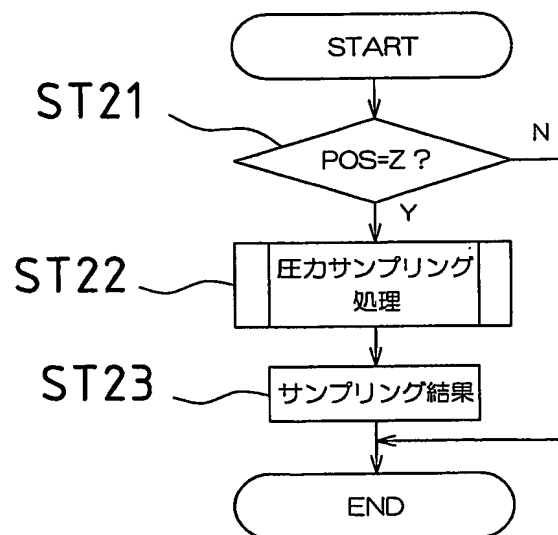 START
ST21
POS=Z ?
N
Y
ST22
圧力サンプリング
処理
ST23
サンプリング結果
END